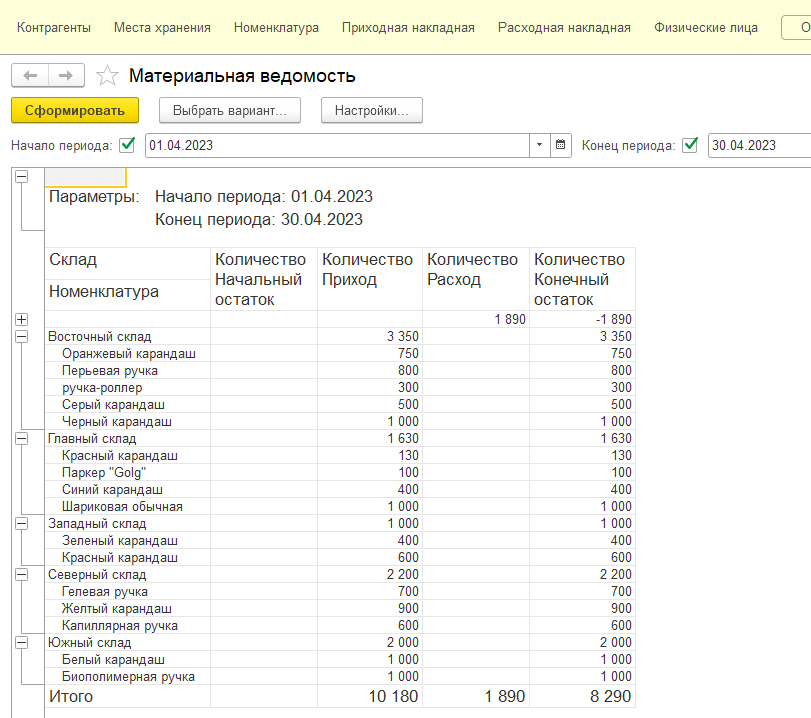 Контрагенты Места хранения Номенклатура Приходная накладная Расходная накладная Физические лица О
Материальная ведомость
Сформировать Выбрать вариант... Настройки...
Начало периода: 01.04.2023 Конец периода: 30.04.2023
Параметры: Начало периода: 01.04.2023
Конец периода: 30.04.2023
Склад Количество Количество Количество Количество
Начальный Приход Расход Конечный
Номенклатура остаток остаток
1 890 -1 890
Восточный склад 3 350 3 350
Оранжевый карандаш 750 750
Перьевая ручка 800 800
ручка-роллер 300 300
Серый карандаш 500 500
Черный карандаш 1 000 1 000
Главный склад 1 630 1 630
Красный карандаш 130 130
Паркер "Golg" 100 100
Синий карандаш 400 400
Шариковая обычная 1 000 1 000
Западный склад 1 000 1 000
Зеленый карандаш 400 400
Красный карандаш 600 600
Северный склад 2 200 2 200
Гелевая ручка 700 700
Желтый карандаш 900 900
Капиллярная ручка 600 600
Южный склад 2 000 2 000
Белый карандаш 1 000 1 000
Биополимерная ручка 1 000 1 000
Итого 10 180 1 890 8 290